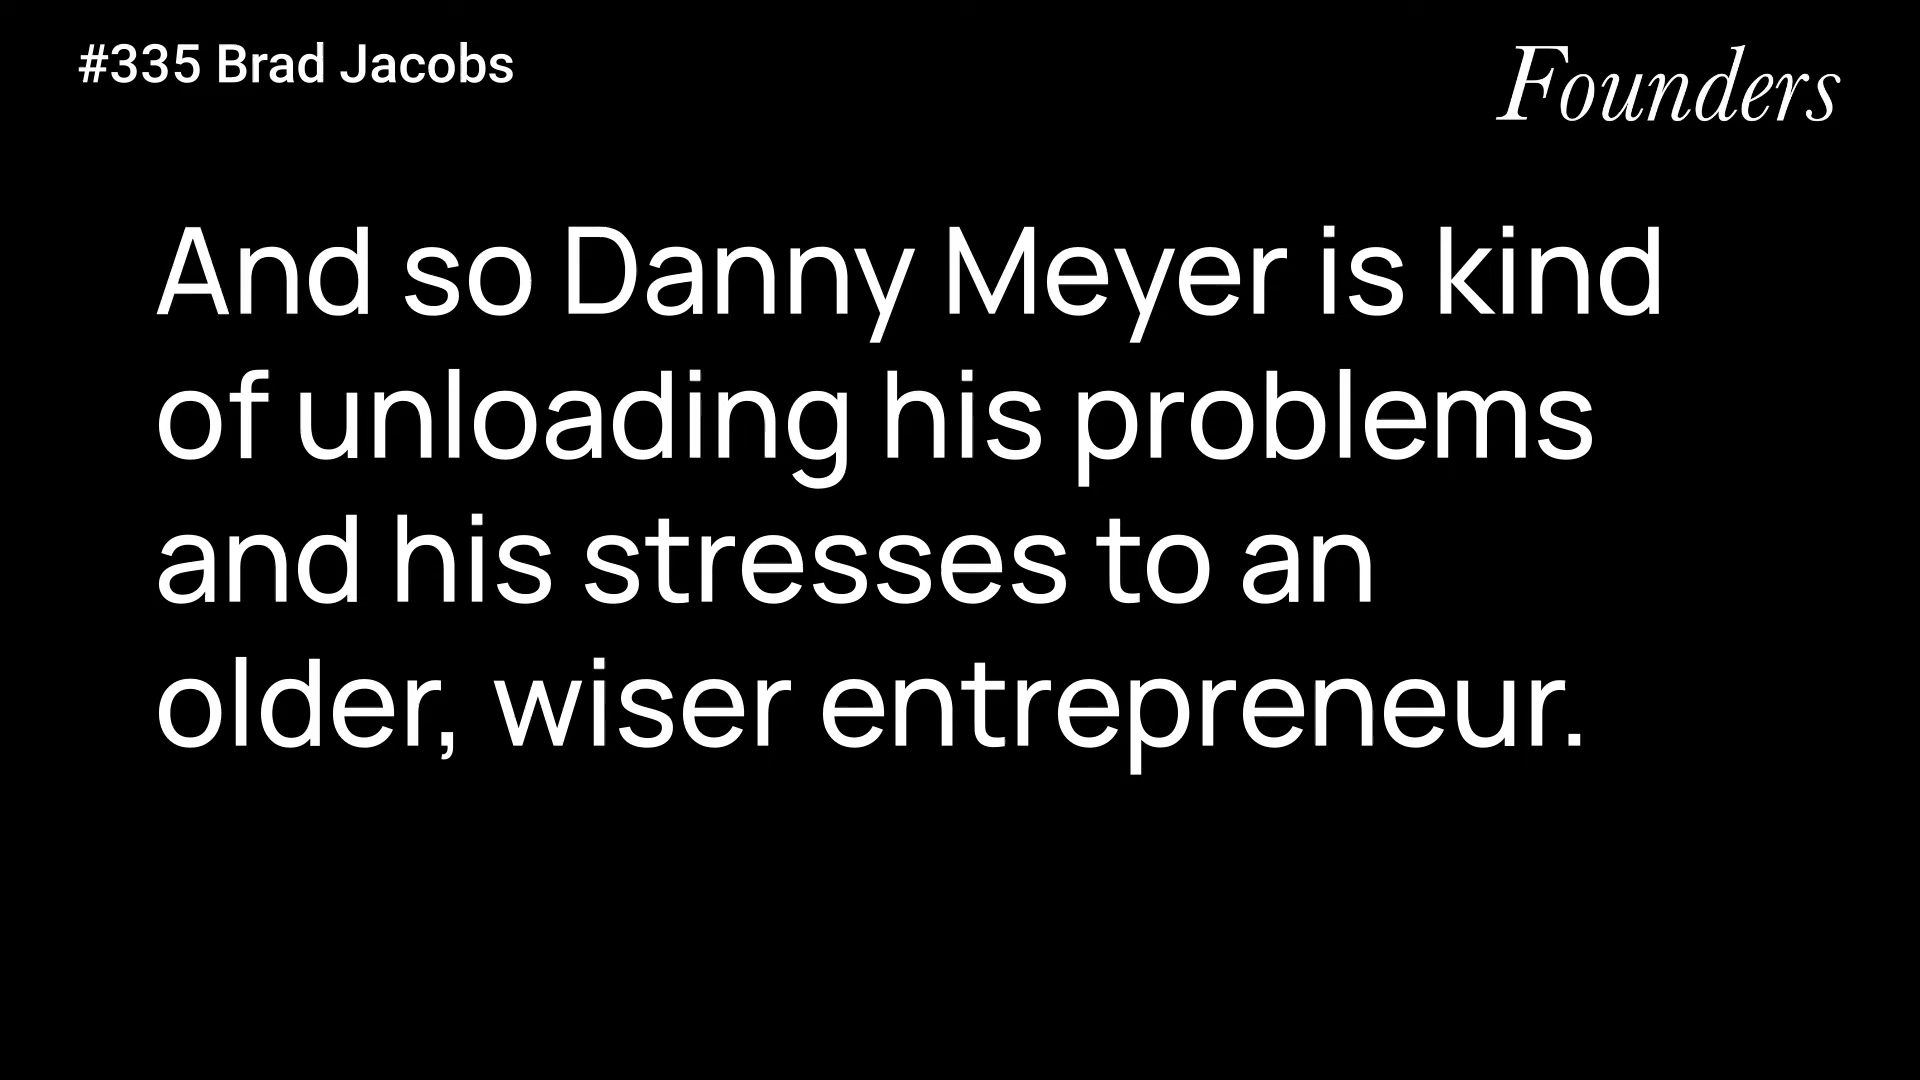 #335 Brad Jacobs
Founders
And so Danny Meyer is kind
of unloading his problems
and his stresses to an
older, wiser entrepreneur.